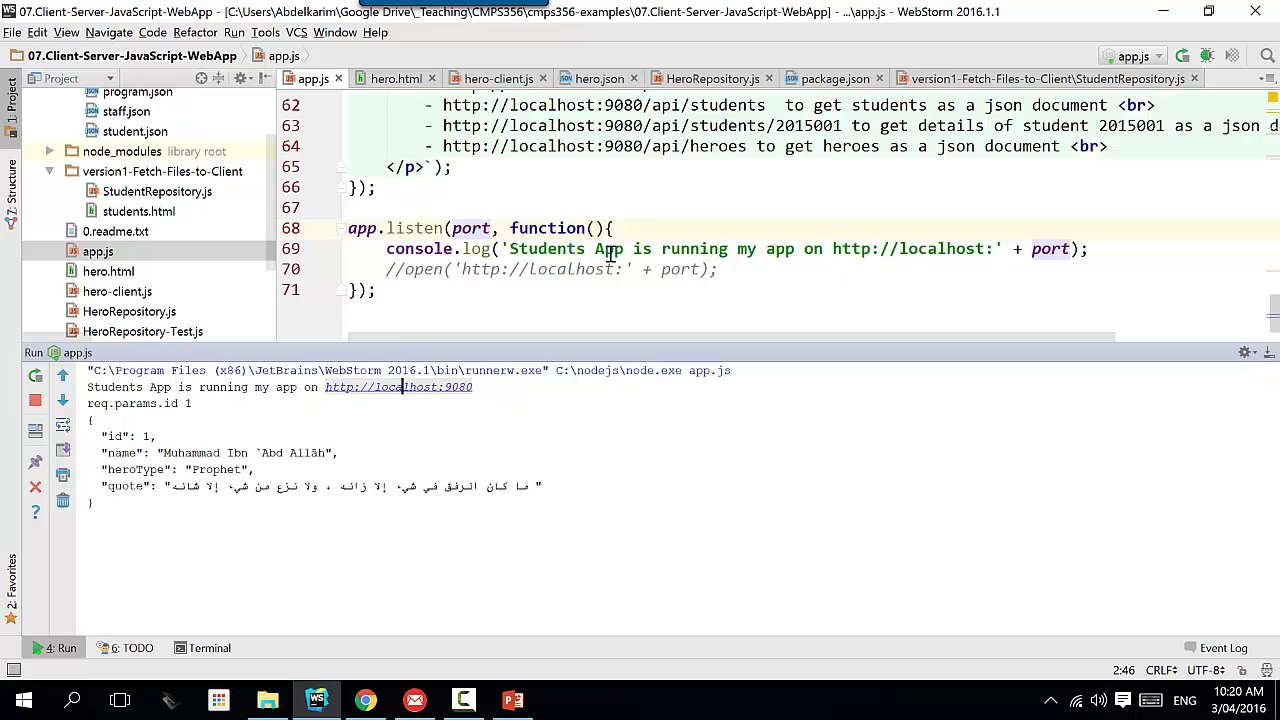 07.Client-Server-JavaScript-WebApp - [C:\Users\Abdelkarim\Google Drive\_Teaching\CMPS356\cmps356-examples\07.Client-Server-JavaScript-WebApp] - ...\app.js - WebStorm 2016.1.1
File Edit View Navigate Code Refactor Run Tools VCS Window Help
07.Client-Server-JavaScript-WebApp app.js app.js
1: Project
Project
app.js hero.html hero-client.js hero.json HeroRepository.js package.json version1-Fetch-Files-to-Client\StudentRepository.js
program.json
staff.json
student.json
node_modules library root
version1-Fetch-Files-to-Client
StudentRepository.js
students.html
0.readme.txt
app.js
hero.html
hero-client.js
HeroRepository.js
HeroRepository-Test.js
Z: Structure
2: Favorites
62 - http://localhost:9080/api/students to get students as a json document <br>
63 - http://localhost:9080/api/students/2015001 to get details of student 2015001 as a json d
64 - http://localhost:9080/api/heroes to get heroes as a json document <br>
65 </p>`);
66 });
67
68 app.listen(port, function(){
69 console.log('Students App is running my app on http://localhost:' + port);
70 //open('http://localhost:' + port);
71 });
Run app.js
"C:\Program Files (x86)\JetBrains\WebStorm 2016.1\bin\runnerw.exe" C:\nodejs\node.exe app.js
Students App is running my app on http://localhost:9080
req.params.id 1
{
"id": 1,
"name": "Muhammad Ibn `Abd Allāh",
"heroType": "Prophet",
"quote": "ما كان الرفق في شيء إلا زانه ، ولا نزع من شيء إلا شانه "
}
4: Run 6: TODO Terminal Event Log
2:46 CRLF÷ UTF-8÷
ENG
10:20 AM
3/04/2016